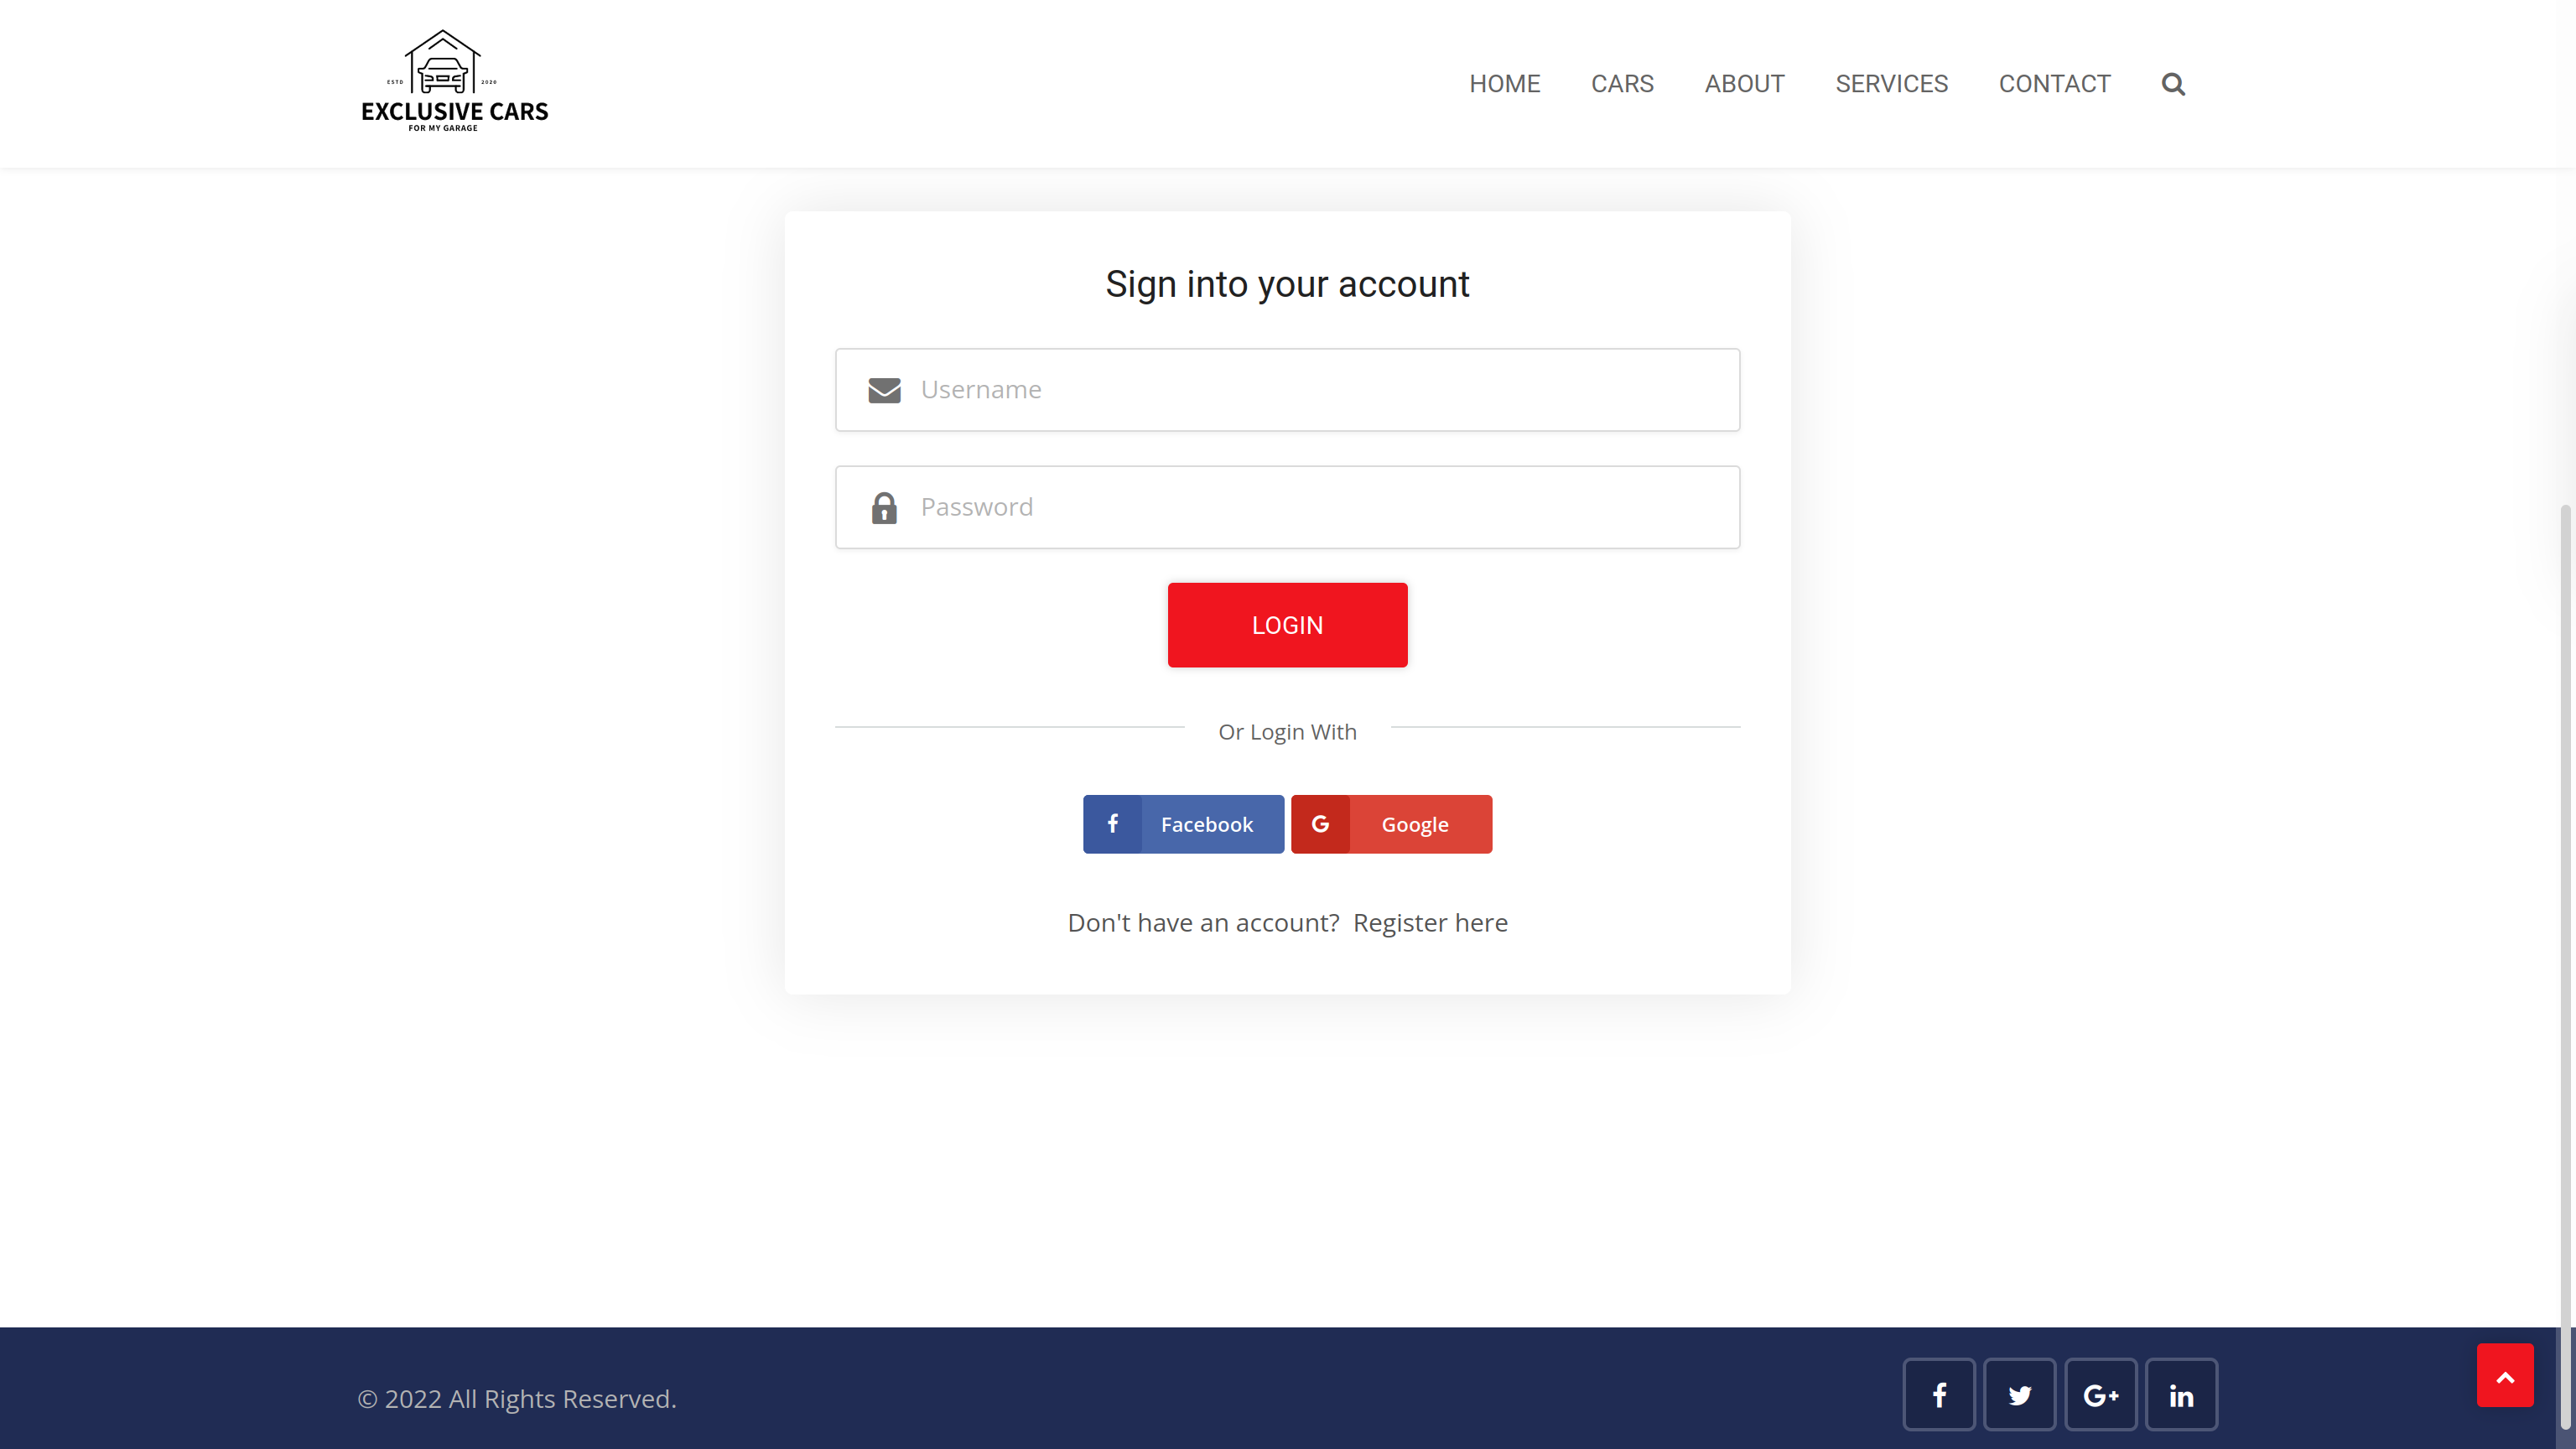 ESTD 2020
EXCLUSIVE CARS
FOR MY GARAGE
HOME CARS ABOUT SERVICES CONTACT
Sign into your account
Username
Password
LOGIN
Or Login With
Facebook Google
Don't have an account? Register here
© 2022 All Rights Reserved.